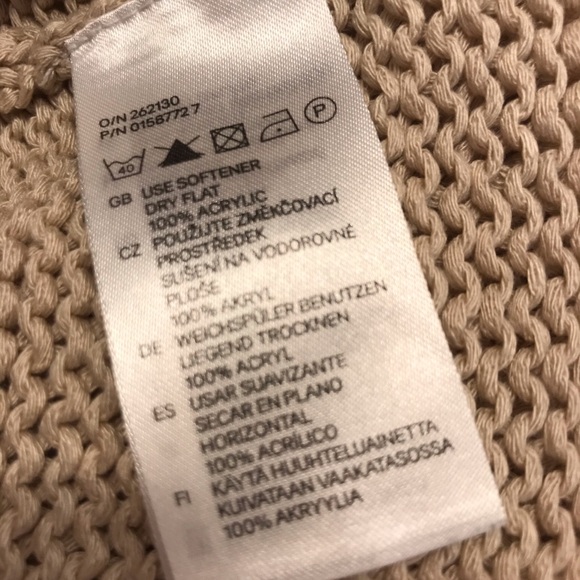 O/N 262130
P/N 0158772 7
40 P
GB USE SOFTENER
DRY FLAT
100% ACRYLIC
CZ POUŽIJTE ZMĚKČOVACÍ
PROSTŘEDEK
SUŠENÍ NA VODOROVNÉ
PLOŠE
100% AKRYL
DE WEICHSPÜLER BENUTZEN
LIEGEND TROCKNEN
100% ACRYL
ES USAR SUAVIZANTE
SECAR EN PLANO
HORIZONTAL
100% ACRÍLICO
FI KÄYTÄ HUUHTELUAINETTA
KUIVATAAN VAAKATASOSSA
100% AKRYYLIA